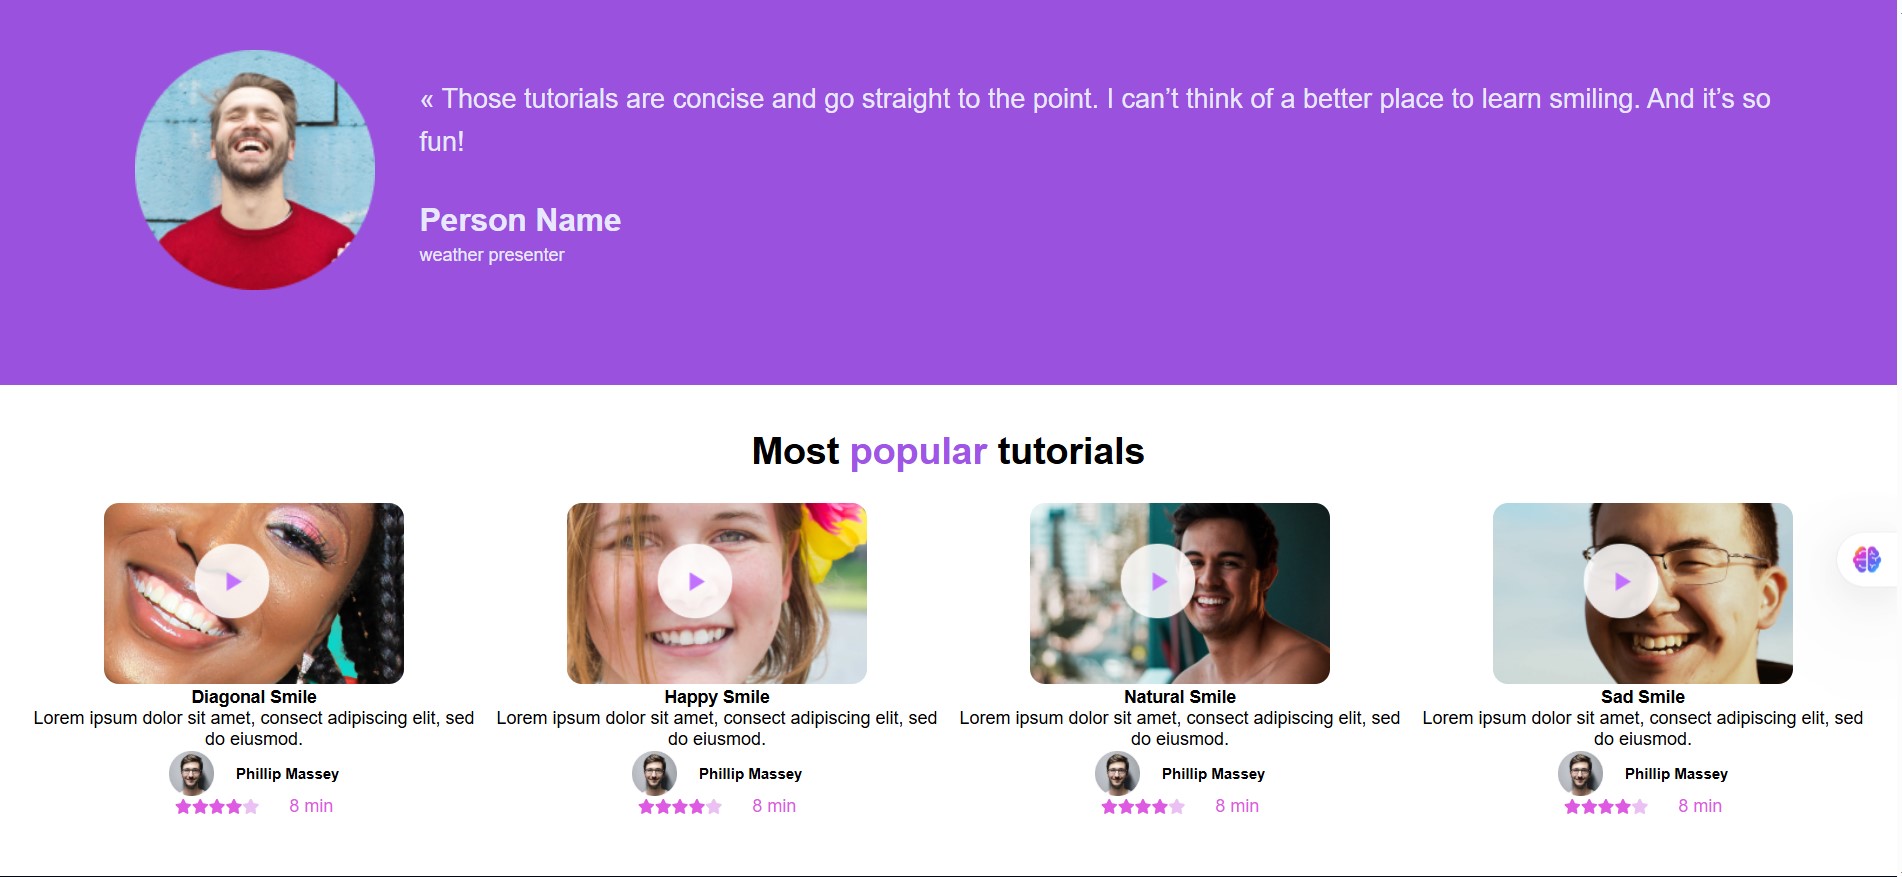 « Those tutorials are concise and go straight to the point. I can’t think of a better place to learn smiling. And it’s so
fun!
Person Name
weather presenter
Most popular tutorials
Diagonal Smile
Lorem ipsum dolor sit amet, consect adipiscing elit, sed
do eiusmod.
Phillip Massey
8 min
Happy Smile
Lorem ipsum dolor sit amet, consect adipiscing elit, sed
do eiusmod.
Phillip Massey
8 min
Natural Smile
Lorem ipsum dolor sit amet, consect adipiscing elit, sed
do eiusmod.
Phillip Massey
8 min
Sad Smile
Lorem ipsum dolor sit amet, consect adipiscing elit, sed
do eiusmod.
Phillip Massey
8 min